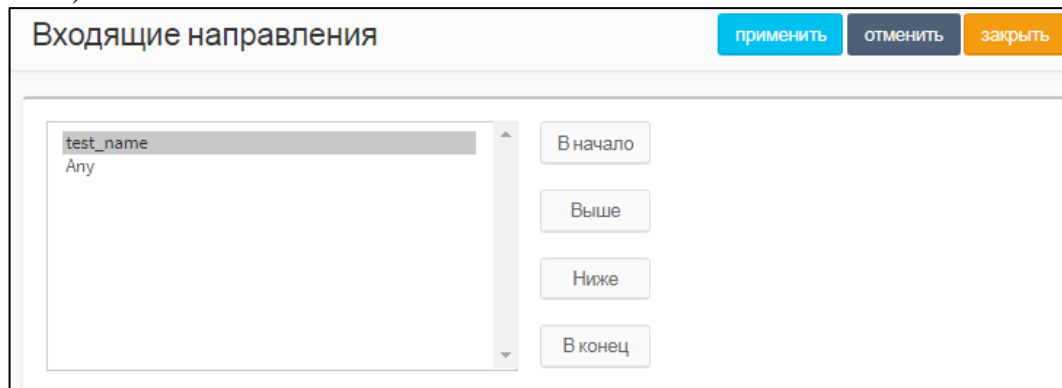 Входящие направления
применить отменить закрыть
test_name
Any
В начало
Выше
Ниже
В конец